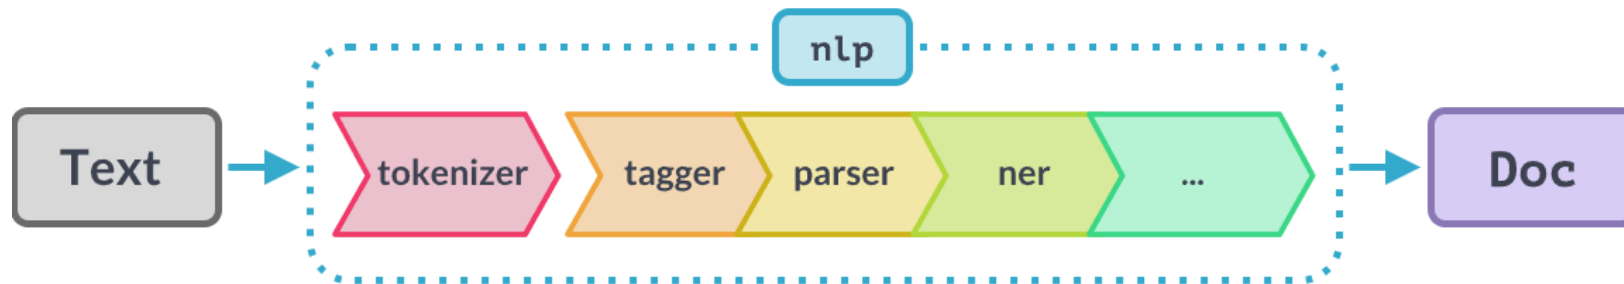 nlp
Text
tokenizer
tagger
parser
ner
...
Doc